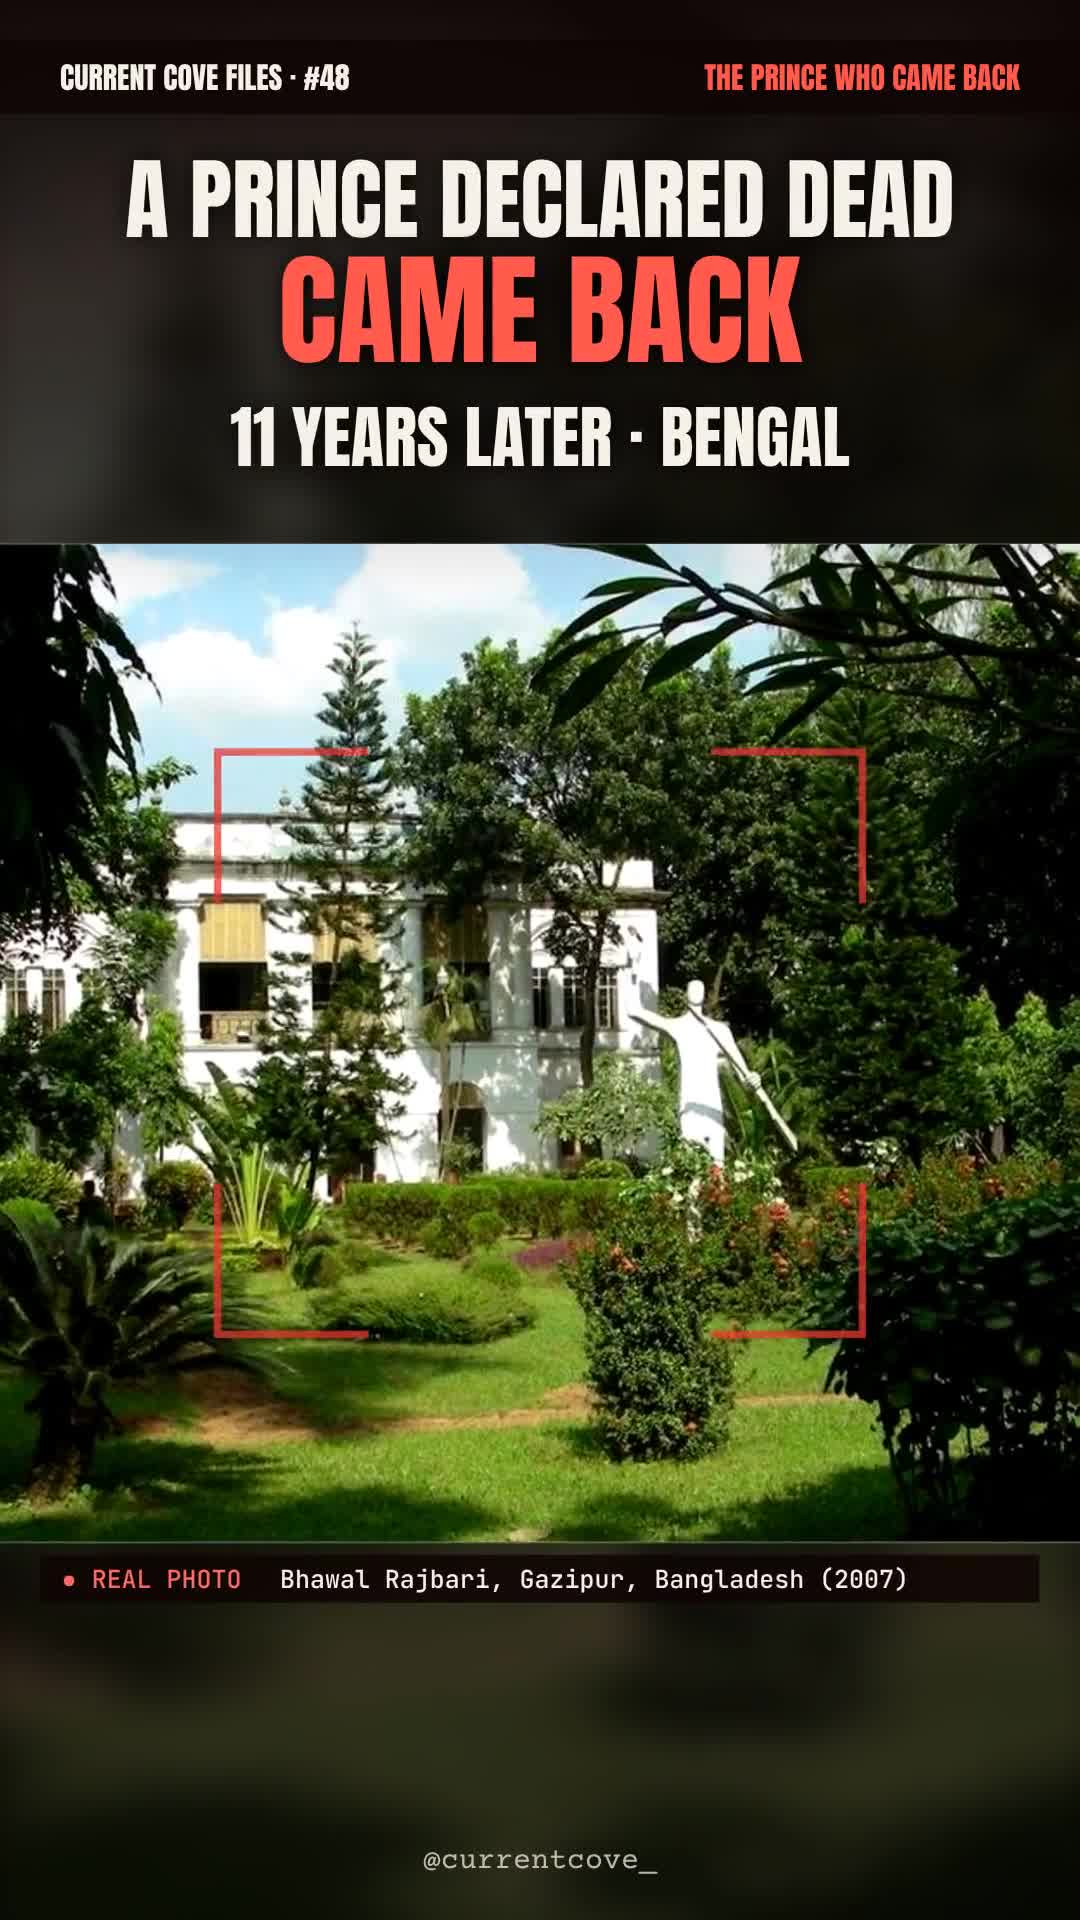 CURRENT COVE FILES · #48
THE PRINCE WHO CAME BACK
A PRINCE DECLARED DEAD
CAME BACK
11 YEARS LATER · BENGAL
• REAL PHOTO Bhawal Rajbari, Gazipur, Bangladesh (2007)
@currentcove_